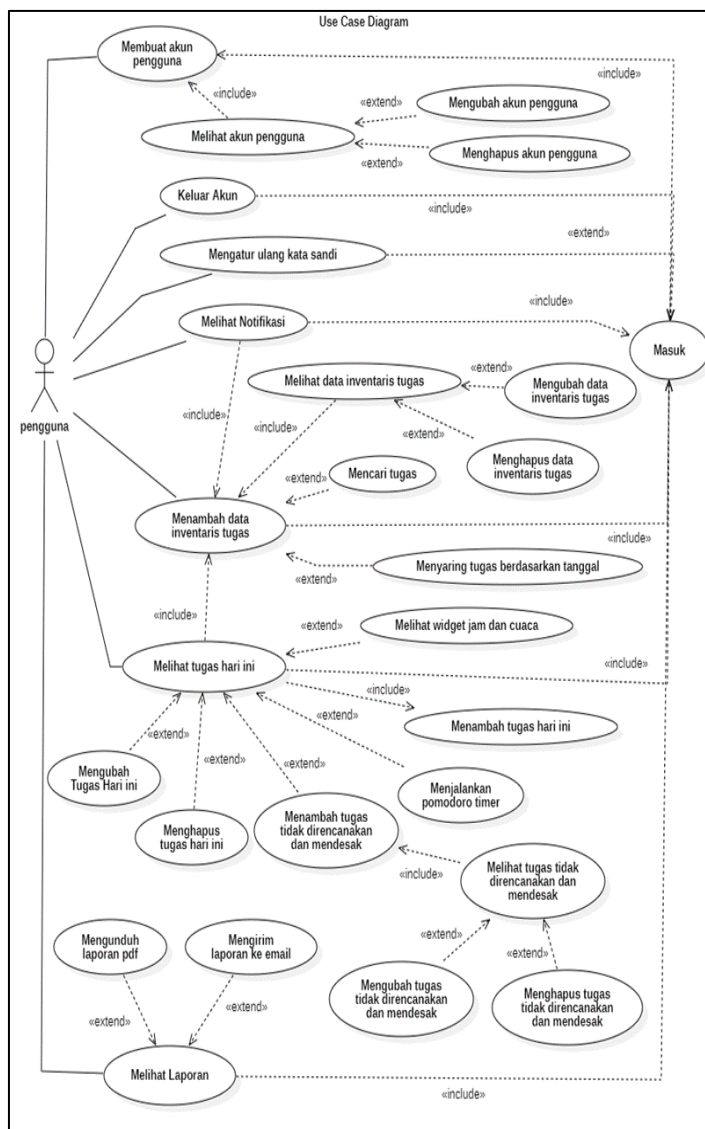 Use Case Diagram
Membuat akun
pengguna
«include»
«include»
«extend»
Mengubah akun pengguna
Melihat akun pengguna
Menghapus akun pengguna
«extend»
Keluar Akun
«include»
«extend»
Mengatur ulang kata sandi
Melihat Notifikasi
«include»
Masuk
pengguna
Melihat data inventaris tugas
«extend»
Mengubah data
inventaris tugas
«include»
«include»
«extend»
Menghapus data
inventaris tugas
Mencari tugas
«extend»
Menambah data
inventaris tugas
«include»
Menyaring tugas berdasarkan tanggal
«extend»
«include»
Melihat widget jam dan cuaca
«extend»
Melihat tugas hari ini
«include»
«include»
Menambah tugas hari ini
«extend»
«extend»
«extend»
«extend»
Mengubah
Tugas Hari ini
Menghapus
tugas hari ini
Menambah tugas
tidak direncanakan
dan mendesak
Menjalankan
pomodoro timer
«include»
Melihat tugas tidak
direncanakan dan
mendesak
«extend»
«extend»
Mengubah tugas
tidak direncanakan
dan mendesak
Menghapus tugas
tidak direncanakan
dan mendesak
Mengunduh
laporan pdf
Mengirim
laporan ke email
«extend»
«extend»
Melihat Laporan
«include»